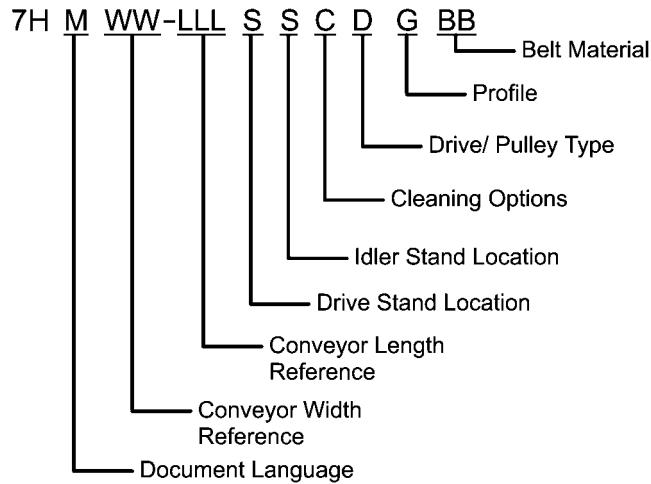 7H M WW-LLL S S C D G BB
Belt Material
Profile
Drive/ Pulley Type
Cleaning Options
Idler Stand Location
Drive Stand Location
Conveyor Length
Reference
Conveyor Width
Reference
Document Language